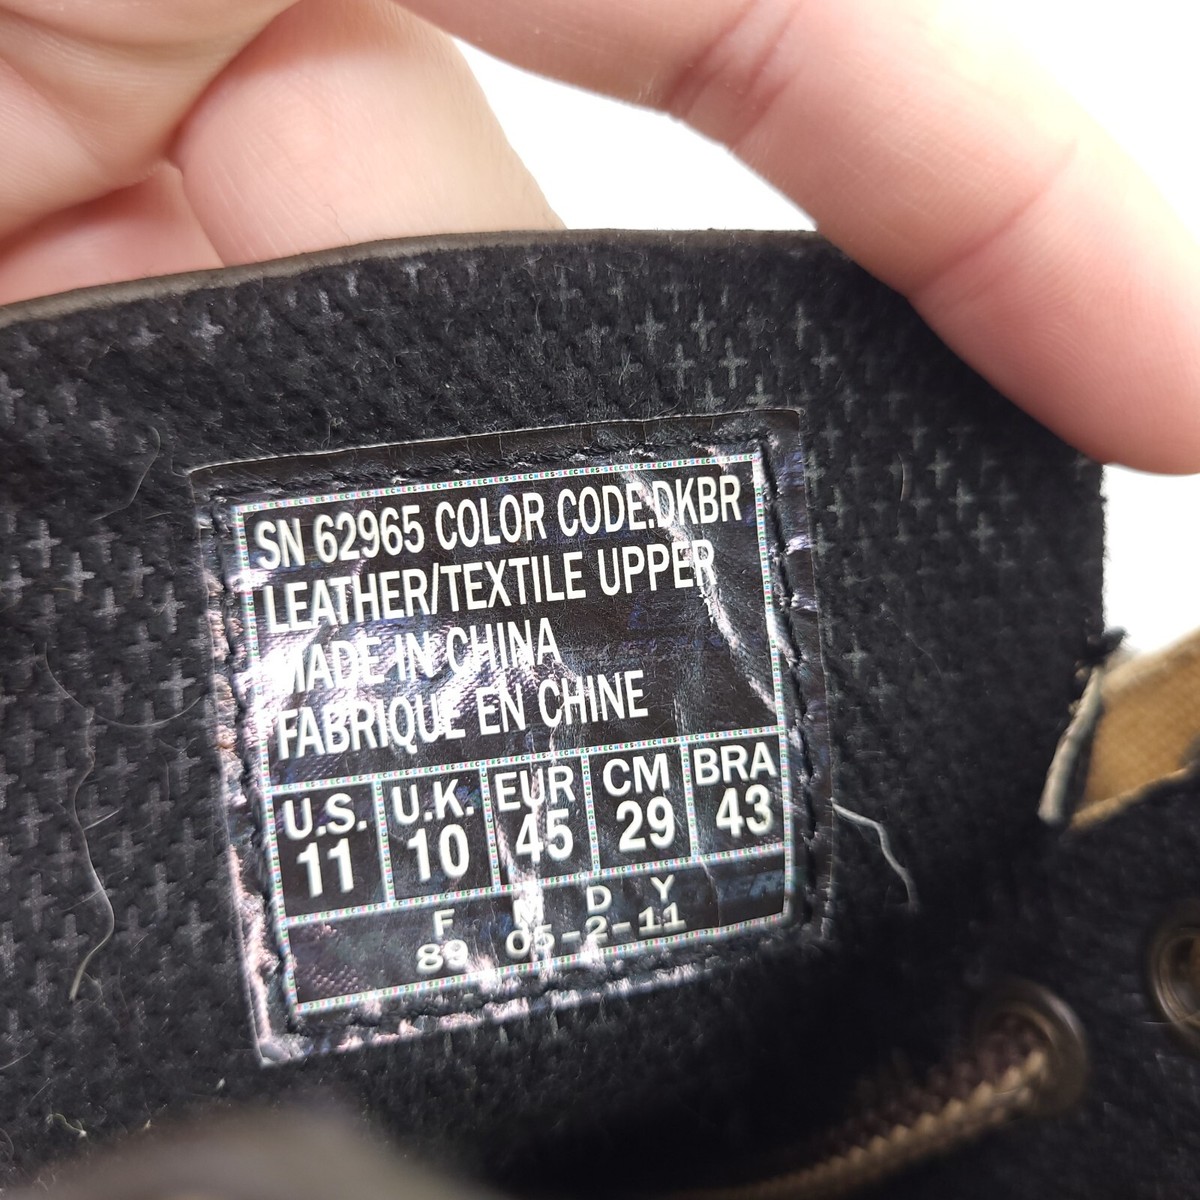 SN 62965 COLOR CODE:DKBR
LEATHER/TEXTILE UPPER
MADE IN CHINA
FABRIQUE EN CHINE
U.S. U.K. EUR CM BRA
11 10 45 29 43
F M D Y
89 05-2-11